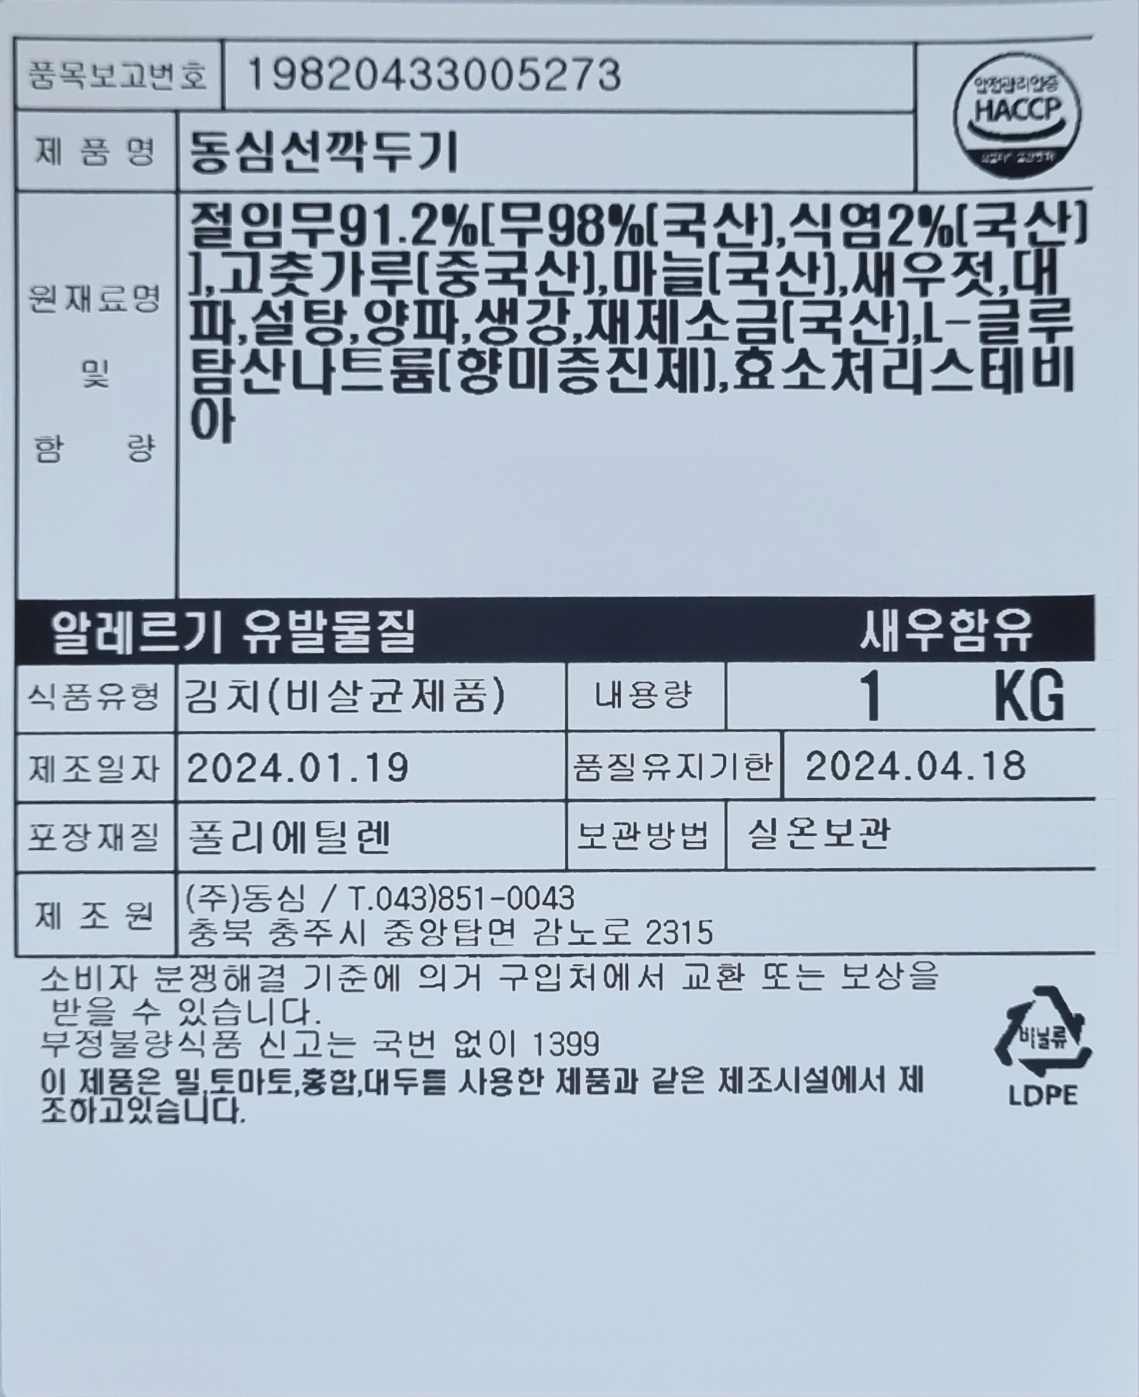 품목보고번호 19820433005273
안전관리인증
HACCP
제 품 명 동심선깍두기
원재료명 및 함 량
절임무91.2%[무98%(국산),식염2%(국산)
],고춧가루(중국산),마늘(국산),새우젓,대
파,설탕,양파,생강,재제소금(국산),L-글루
탐산나트륨(향미증진제),효소처리스테비
아
알레르기 유발물질 새우함유
식품유형 김치(비살균제품) 내용량 1 KG
제조일자 2024.01.19 품질유지기한 2024.04.18
포장재질 폴리에틸렌 보관방법 실온보관
제 조 원 (주)동심 / T.043)851-0043
충북 충주시 중앙탑면 감노로 2315
소비자 분쟁해결 기준에 의거 구입처에서 교환 또는 보상을
받을 수 있습니다.
부정불량식품 신고는 국번 없이 1399
이 제품은 밀,토마토,홍합,대두를 사용한 제품과 같은 제조시설에서 제
조하고있습니다.
비닐류
LDPE